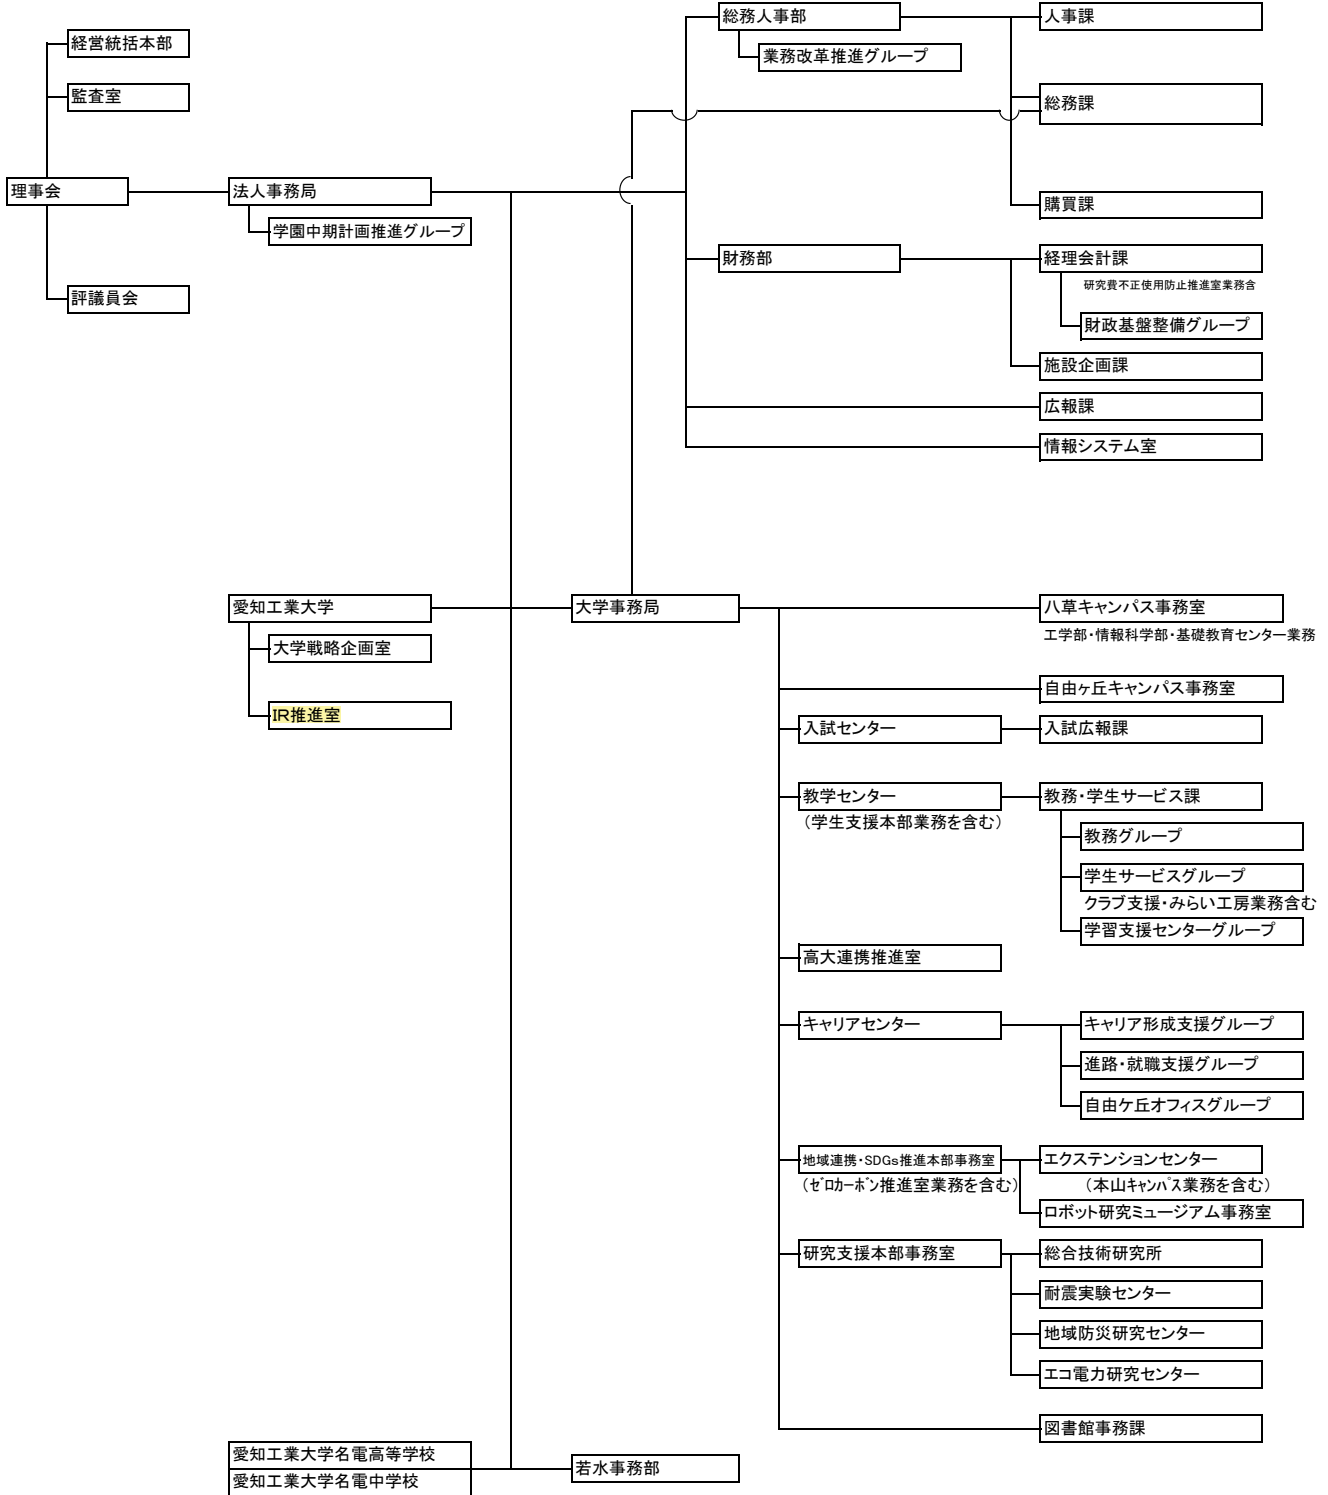 総務人事部
人事課
経営統括本部
業務改革推進グループ
監査室
総務課
理事会
法人事務局
購買課
学園中期計画推進グループ
財務部
経理会計課
研究費不正使用防止推進室業務含
評議員会
財政基盤整備グループ
施設企画課
広報課
情報システム室
愛知工業大学
大学事務局
八草キャンパス事務室
工学部・情報科学部・基礎教育センター業務
大学戦略企画室
自由ヶ丘キャンパス事務室
IR推進室
入試センター
入試広報課
教学センター
教務・学生サービス課
（学生支援本部業務を含む）
教務グループ
学生サービスグループ
クラブ支援・みらい工房業務含む
学習支援センターグループ
高大連携推進室
キャリアセンター
キャリア形成支援グループ
進路・就職支援グループ
自由ケ丘オフィスグループ
地域連携・SDGs推進本部事務室
エクステンションセンター
（ｾﾞﾛｶｰﾎﾞﾝ推進室業務を含む）
（本山ｷｬﾝﾊﾟｽ業務を含む）
ロボット研究ミュージアム事務室
研究支援本部事務室
総合技術研究所
耐震実験センター
地域防災研究センター
エコ電力研究センター
図書館事務課
愛知工業大学名電高等学校
若水事務部
愛知工業大学名電中学校